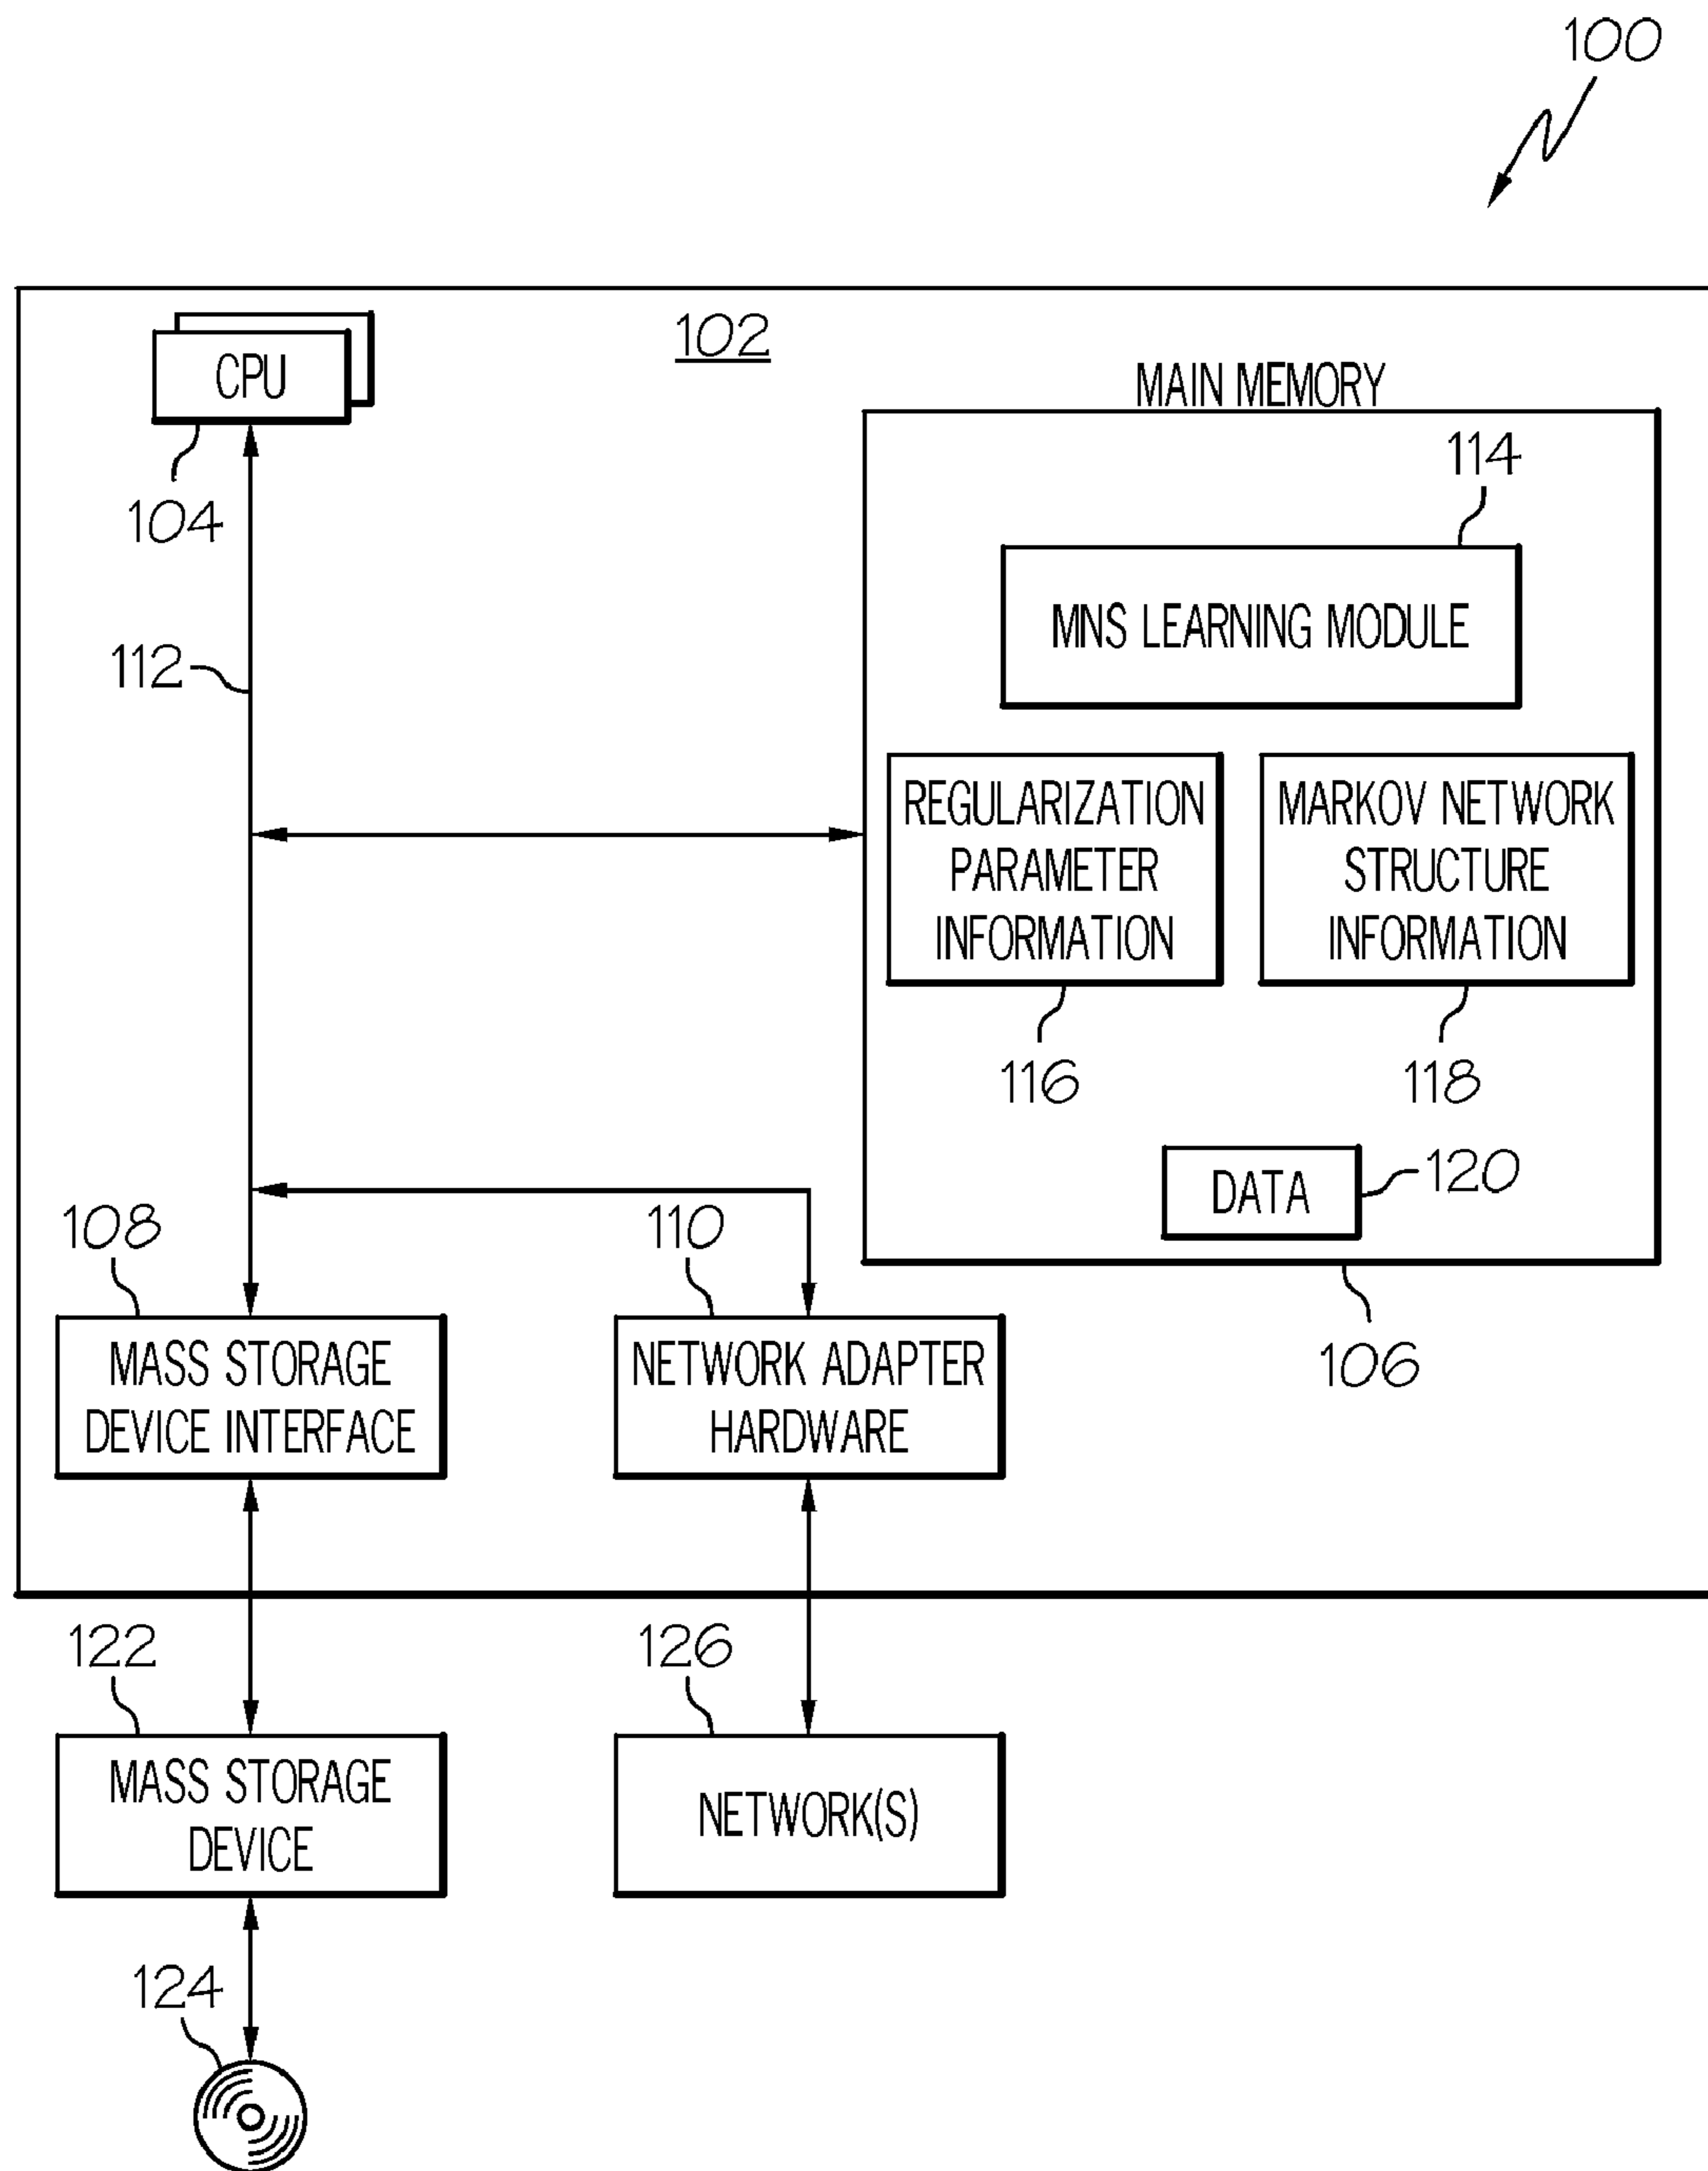 100
102
CPU
104
MAIN MEMORY
114
MNS LEARNING MODULE
112
REGULARIZATION
PARAMETER
INFORMATION
MARKOV NETWORK
STRUCTURE
INFORMATION
116
118
DATA
120
108
110
MASS STORAGE
DEVICE INTERFACE
NETWORK ADAPTER
HARDWARE
106
122
126
MASS STORAGE
DEVICE
NETWORK(S)
124